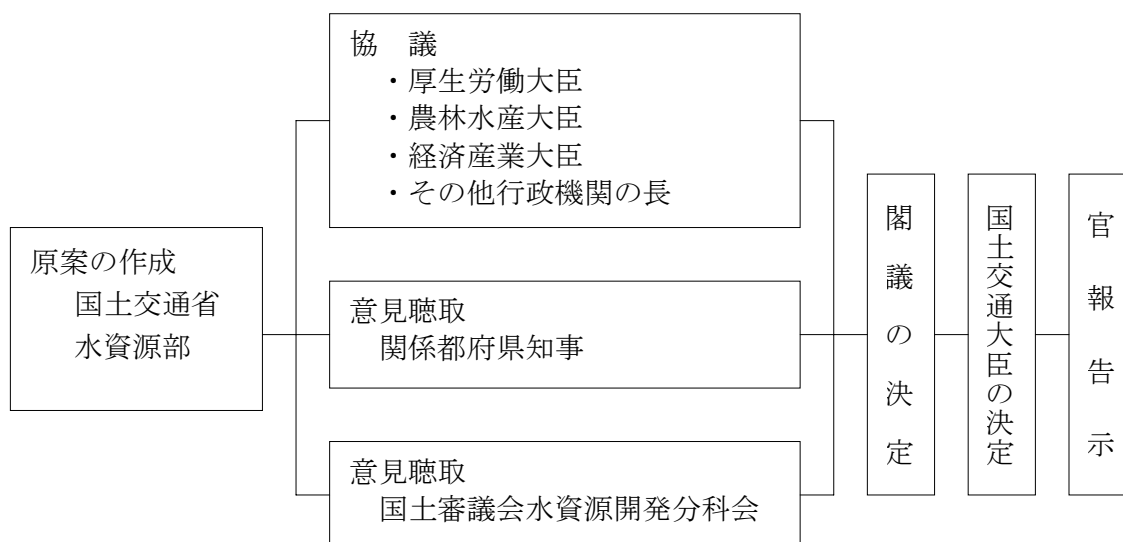 原案の作成
国土交通省
水資源部
協　議
・厚生労働大臣
・農林水産大臣
・経済産業大臣
・その他行政機関の長
意見聴取
関係都府県知事
意見聴取
国土審議会水資源開発分科会
閣議の決定
国土交通大臣の決定
官報告示